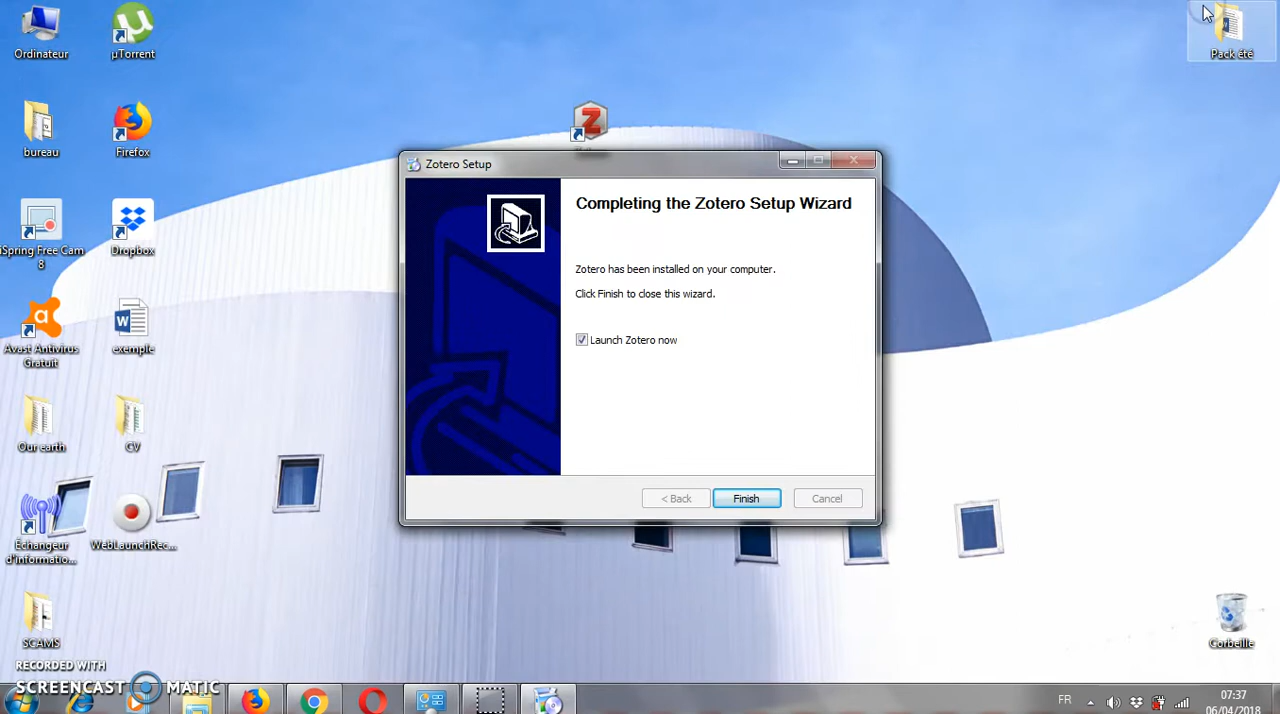 Ordinateur
µTorrent
Pack été
bureau
Firefox
iSpring Free Cam
8
Dropbox
Avast Antivirus
Gratuit
exemple
Our earth
CV
Échangeur
d'informatio...
WebLaunchRec...
SCAMS
Corbeille
Zotero Setup
Completing the Zotero Setup Wizard
Zotero has been installed on your computer.
Click Finish to close this wizard.
Launch Zotero now
< Back
Finish
Cancel
RECORDED WITH
SCREENCAST MATIC
FR
07:37
06/04/2018